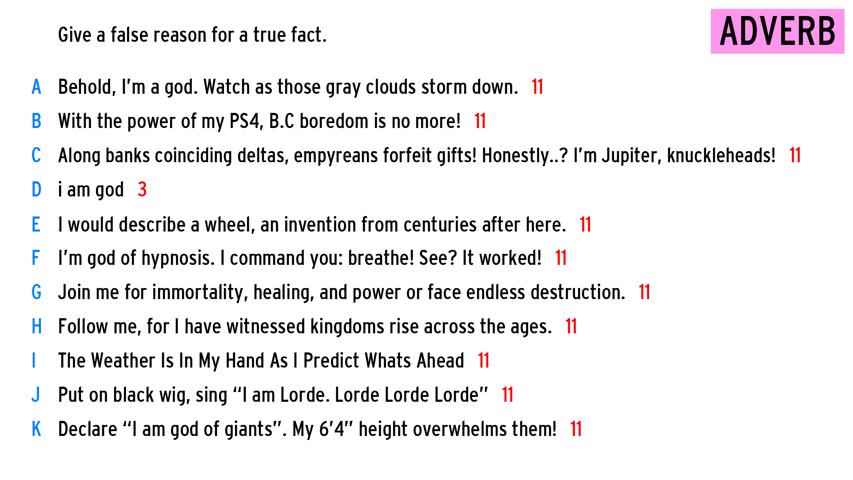 Give a false reason for a true fact.
ADVERB
A Behold, I'm a god. Watch as those gray clouds storm down. 11
B With the power of my PS4, B.C boredom is no more! 11
C Along banks coinciding deltas, empyreans forfeit gifts! Honestly..? I'm Jupiter, knuckleheads! 11
D i am god 3
E I would describe a wheel, an invention from centuries after here. 11
F I'm god of hypnosis. I command you: breathe! See? It worked! 11
G Join me for immortality, healing, and power or face endless destruction. 11
H Follow me, for I have witnessed kingdoms rise across the ages. 11
I The Weather Is In My Hand As I Predict Whats Ahead 11
J Put on black wig, sing “I am Lorde. Lorde Lorde Lorde” 11
K Declare “I am god of giants”. My 6'4” height overwhelms them! 11